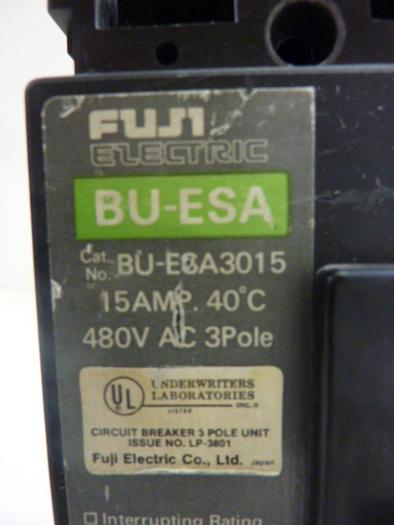 FUJI
ELECTRIC
BU-ESA
Cat. No. BU-ESA3015
15AMP. 40°C
480V AC 3Pole
UL
UNDERWRITERS
LABORATORIES
INC.®
LISTED
CIRCUIT BREAKER 3 POLE UNIT
ISSUE NO. LP-3801
Fuji Electric Co., Ltd. Japan
Interrupting Rating